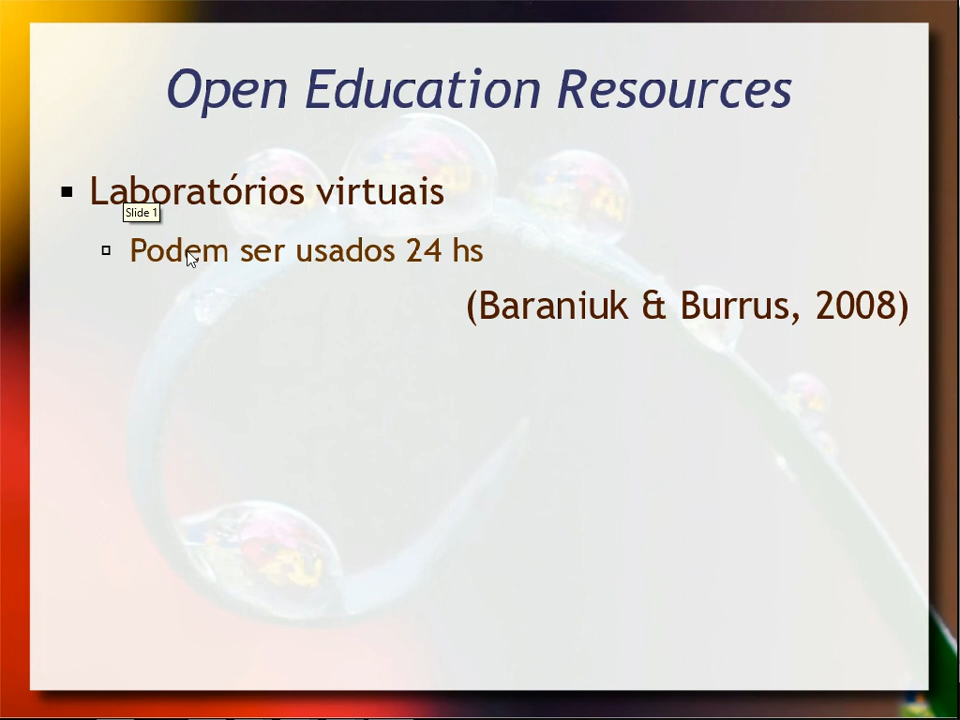 Open Education Resources
Laboratórios virtuais
Slide 1
Podem ser usados 24 hs
(Baraniuk & Burrus, 2008)